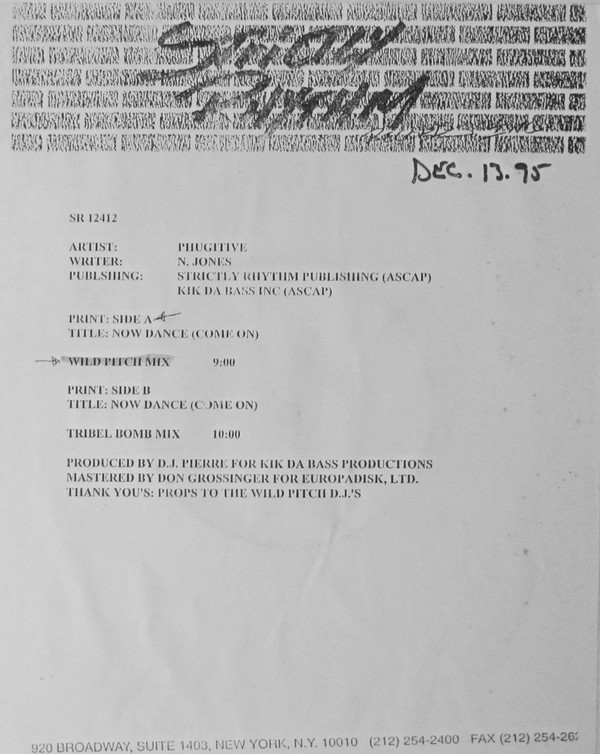 STRICTLY
RHYTHM
DEC. 13. 95
SR 12412
ARTIST: PHUGITIVE
WRITER: N. JONES
PUBLSHING: STRICTLY RHYTHM PUBLISHING (ASCAP)
KIK DA BASS INC (ASCAP)
PRINT: SIDE A
TITLE: NOW DANCE (COME ON)
WILD PITCH MIX 9:00
PRINT: SIDE B
TITLE: NOW DANCE (COME ON)
TRIBEL BOMB MIX 10:00
PRODUCED BY D.J. PIERRE FOR KIK DA BASS PRODUCTIONS
MASTERED BY DON GROSSINGER FOR EUROPADISK, LTD.
THANK YOU'S: PROPS TO THE WILD PITCH D.J.'S
920 BROADWAY, SUITE 1403, NEW YORK, N.Y. 10010 (212) 254-2400 FAX (212) 254-26